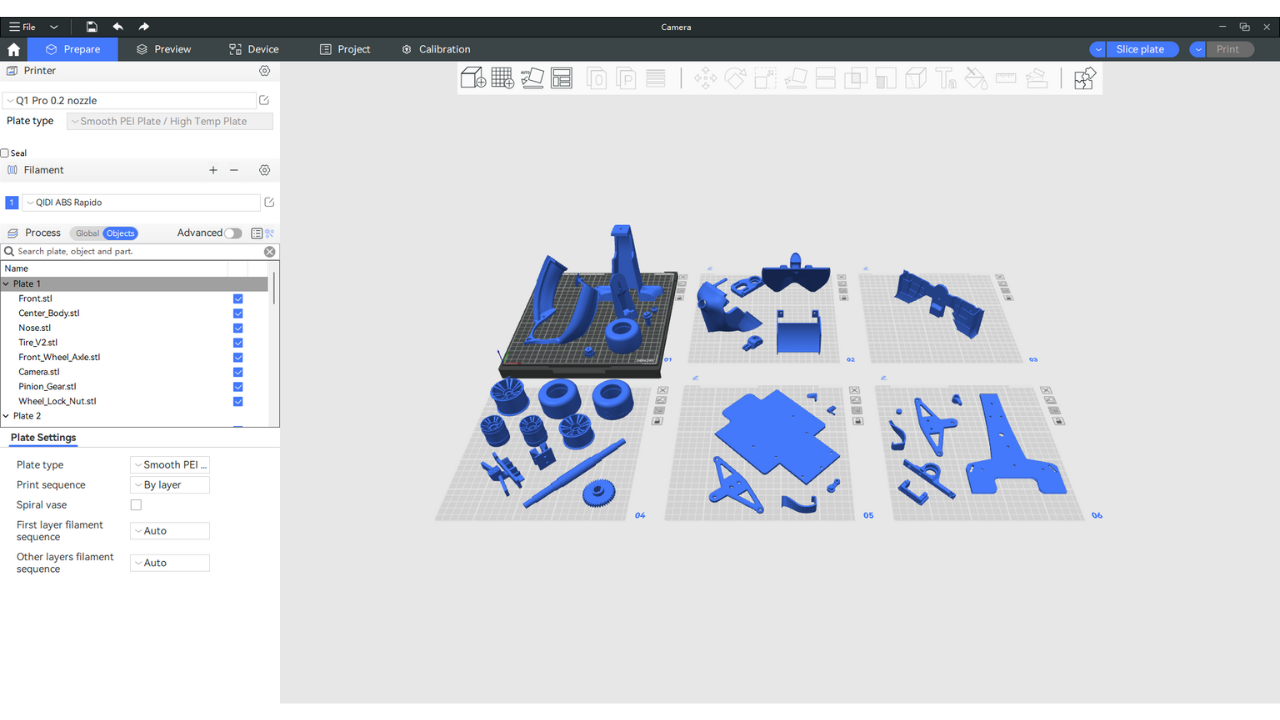 File
Camera
Prepare
Preview
Device
Project
Calibration
Slice plate
Print
Printer
Q1 Pro 0.2 nozzle
Plate type
Smooth PEI Plate / High Temp Plate
Seal
Filament
1
QIDI ABS Rapido
Process
Global
Objects
Advanced
Search plate, object and part.
Name
Plate 1
Front.stl
Center_Body.stl
Nose.stl
Tire_V2.stl
Front_Wheel_Axle.stl
Camera.stl
Pinion_Gear.stl
Wheel_Lock_Nut.stl
Plate 2
Plate Settings
Plate type
Smooth PEI ...
Print sequence
By layer
Spiral vase
First layer filament
sequence
Auto
Other layers filament
sequence
Auto
01
02
03
04
05
06